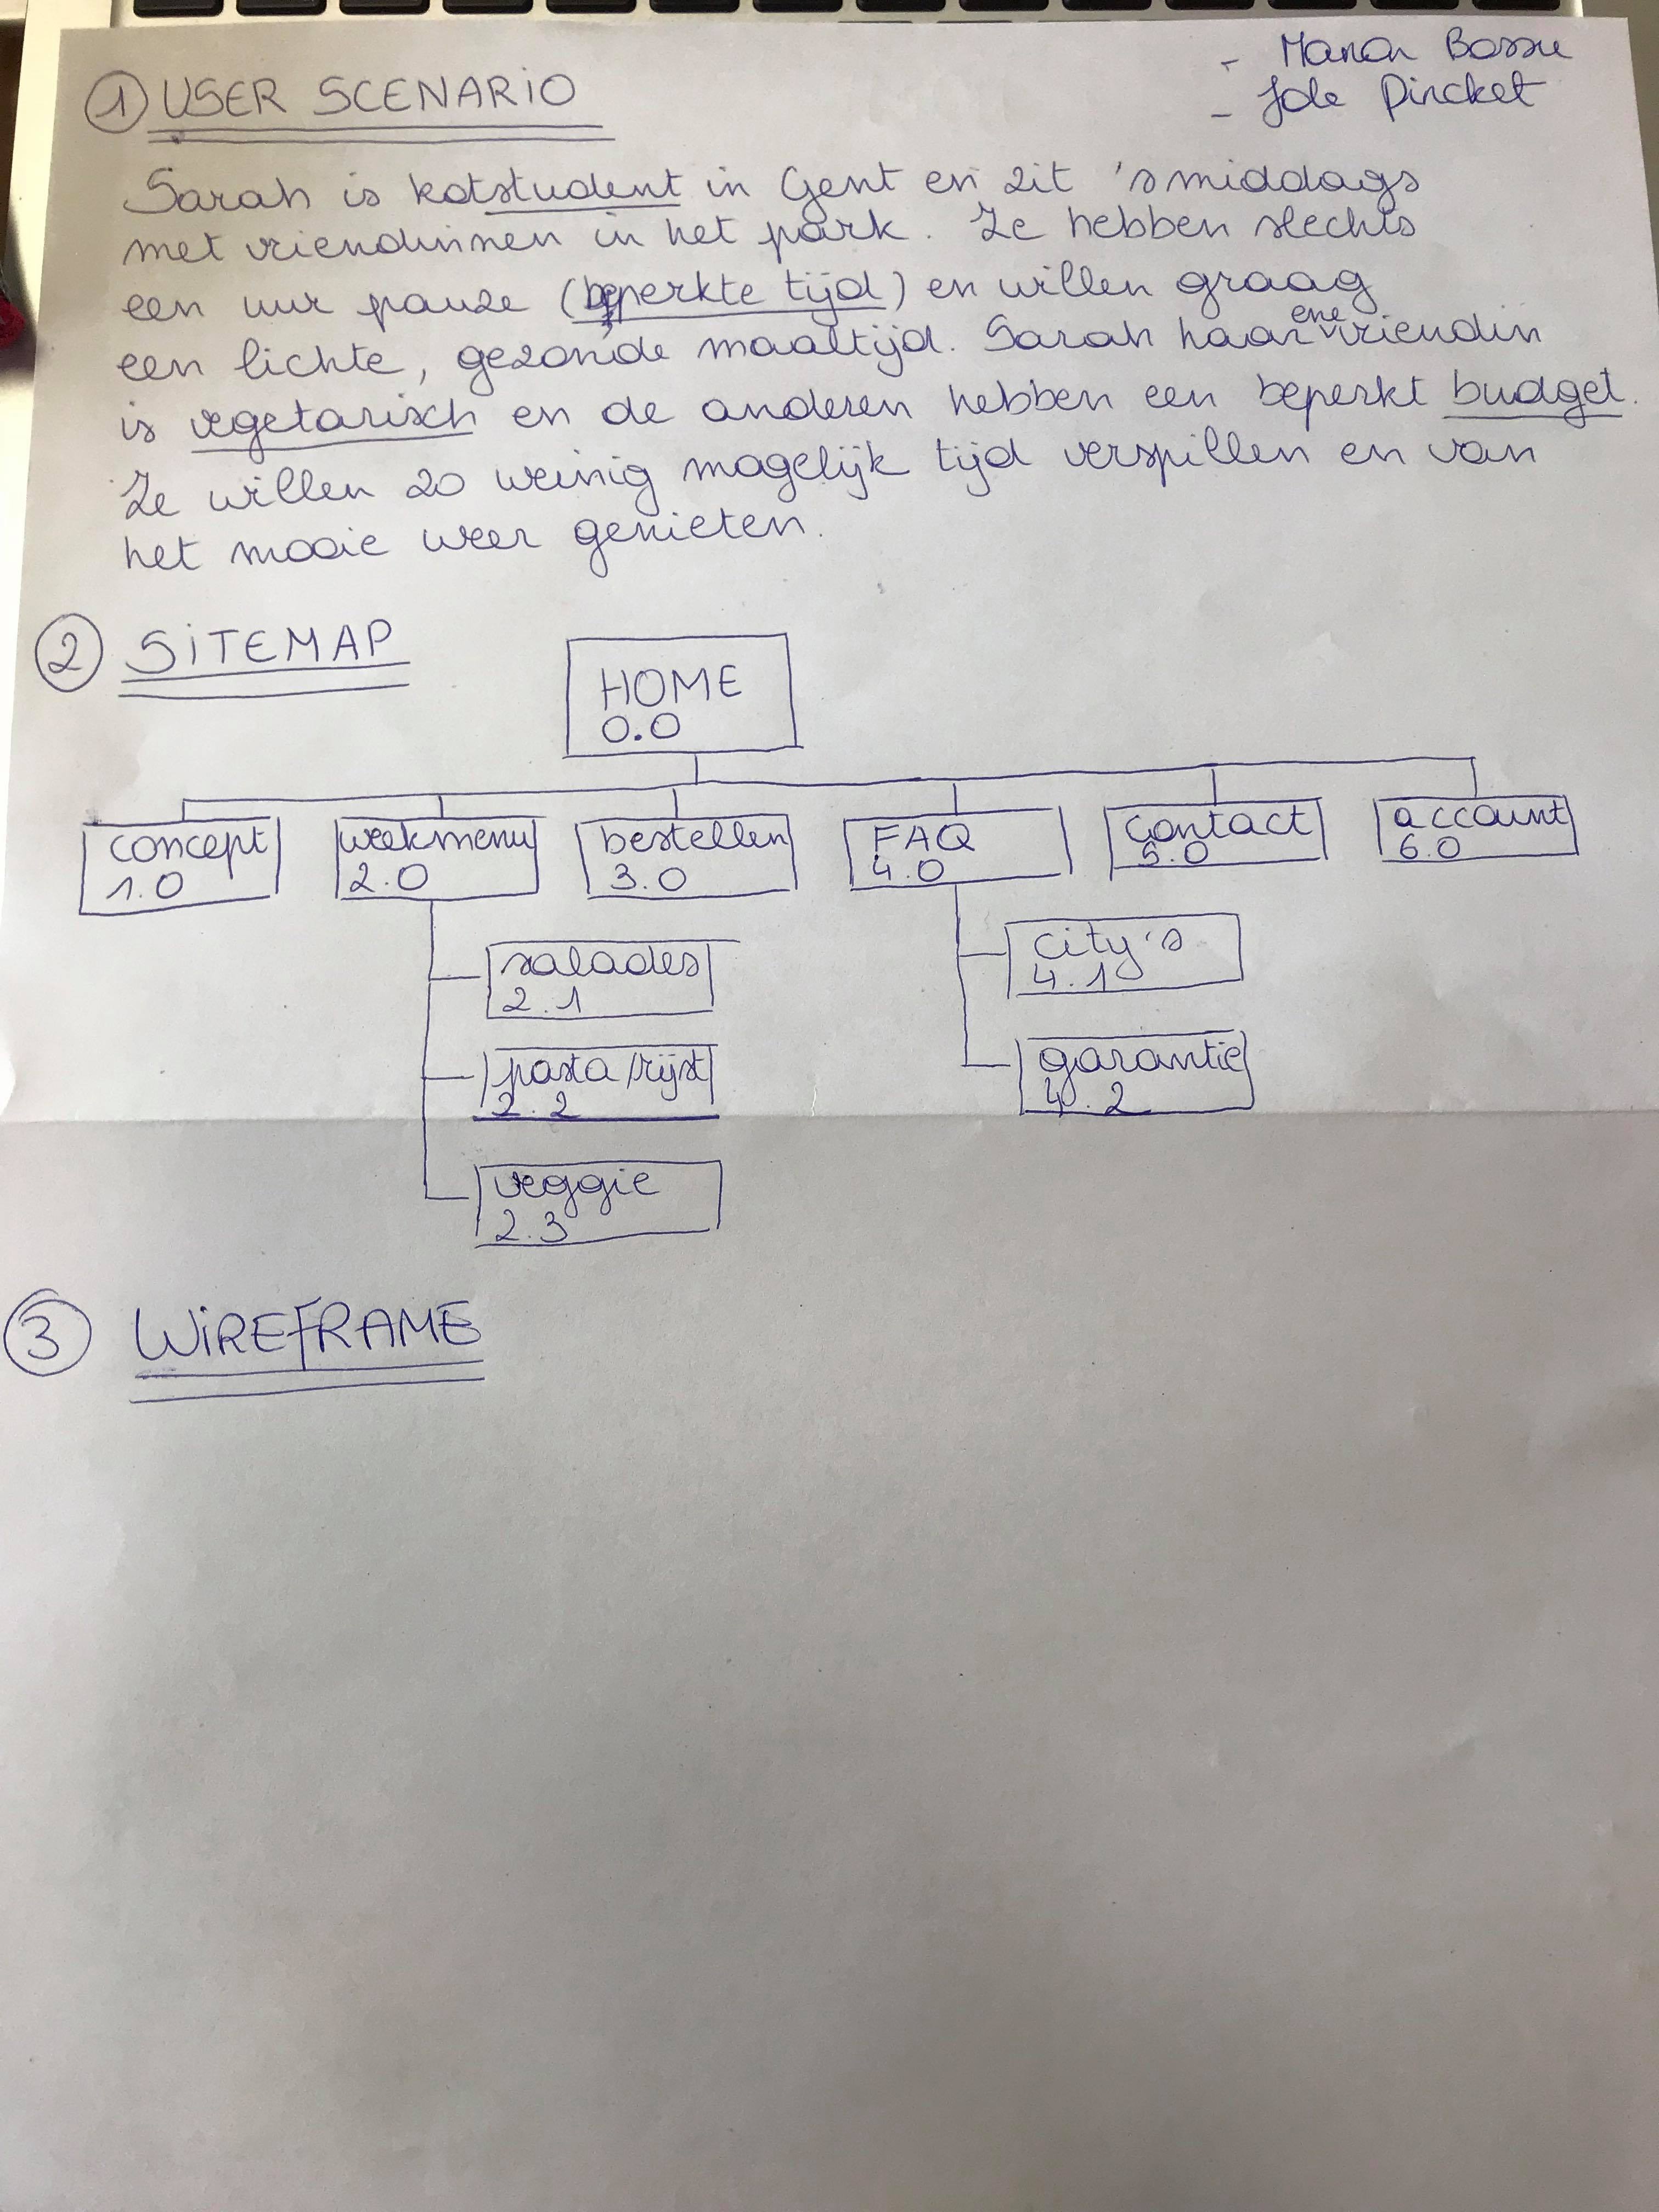 - Manon Bossu
- Jole Pincket
1 USER SCENARIO
Sarah is kotstudent in Gent en zit 's middags
met vriendinnen in het park. Ze hebben slechts
een uur pauze (beperkte tijd) en willen graag
een lichte, gezonde maaltijd. Sarah haar ene vriendin
is vegetarisch en de anderen hebben een beperkt budget.
Ze willen zo weinig mogelijk tijd verspillen en van
het mooie weer genieten.
2 SITEMAP
HOME
0.0
concept
1.0
weekmenu
2.0
bestellen
3.0
FAQ
4.0
contact
5.0
account
6.0
salades
2.1
pasta/rijst
2.2
veggie
2.3
city's
4.1
garantie
4.2
3 WIREFRAME